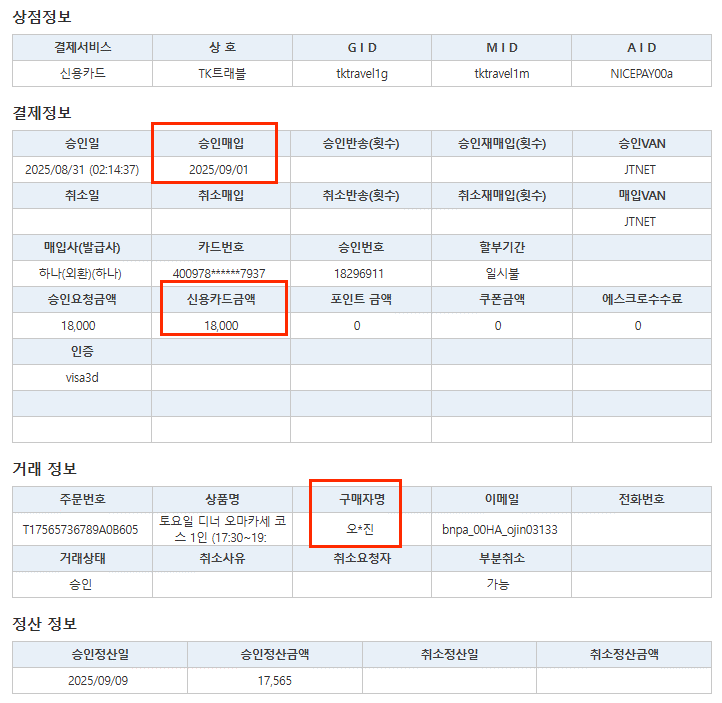 상점정보
결제서비스 상 호 G I D M I D A I D
신용카드 TK트래블 tktravel1g tktravel1m NICEPAY00a
결제정보
승인일 승인매입 승인반송(횟수) 승인재매입(횟수) 승인VAN
2025/08/31 (02:14:37) 2025/09/01 JTNET
취소일 취소매입 취소반송(횟수) 취소재매입(횟수) 매입VAN
JTNET
매입사(발급사) 카드번호 승인번호 할부기간
하나(외환)(하나) 400978******7937 18296911 일시불
승인요청금액 신용카드금액 포인트 금액 쿠폰금액 에스크로수수료
18,000 18,000 0 0 0
인증
visa3d
거래 정보
주문번호 상품명 구매자명 이메일 전화번호
T17565736789A0B605 토요일 디너 오마카세 코 오*진 bnpa_00HA_ojin03133
스 1인 (17:30~19:
거래상태 취소사유 취소요청자 부분취소
승인 가능
정산 정보
승인정산일 승인정산금액 취소정산일 취소정산금액
2025/09/09 17,565